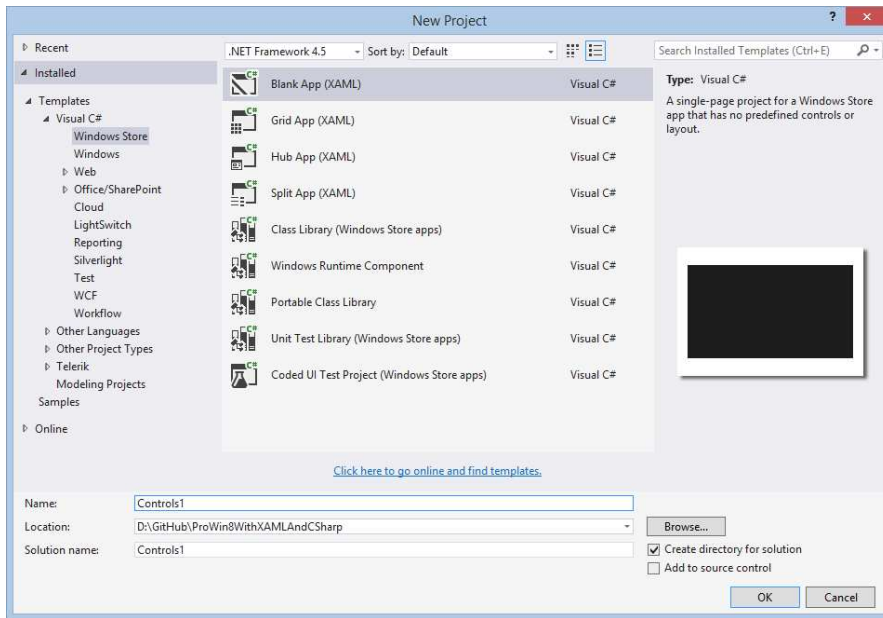 New Project
? ×
Recent
Installed
Templates
Visual C#
Windows Store
Windows
Web
Office/SharePoint
Cloud
LightSwitch
Reporting
Silverlight
Test
WCF
Workflow
Other Languages
Other Project Types
Telerik
Modeling Projects
Samples
Online
.NET Framework 4.5 Sort by: Default
C# Blank App (XAML) Visual C#
C# Grid App (XAML) Visual C#
C# Hub App (XAML) Visual C#
C# Split App (XAML) Visual C#
C# Class Library (Windows Store apps) Visual C#
C# Windows Runtime Component Visual C#
C# Portable Class Library Visual C#
C# Unit Test Library (Windows Store apps) Visual C#
C# Coded UI Test Project (Windows Store apps) Visual C#
Click here to go online and find templates.
Search Installed Templates (Ctrl+E)
Type: Visual C#
A single-page project for a Windows Store
app that has no predefined controls or
layout.
Name: Controls1
Location: D:\GitHub\ProWin8WithXAMLAndCSharp Browse...
Solution name: Controls1
Create directory for solution
Add to source control
OK Cancel